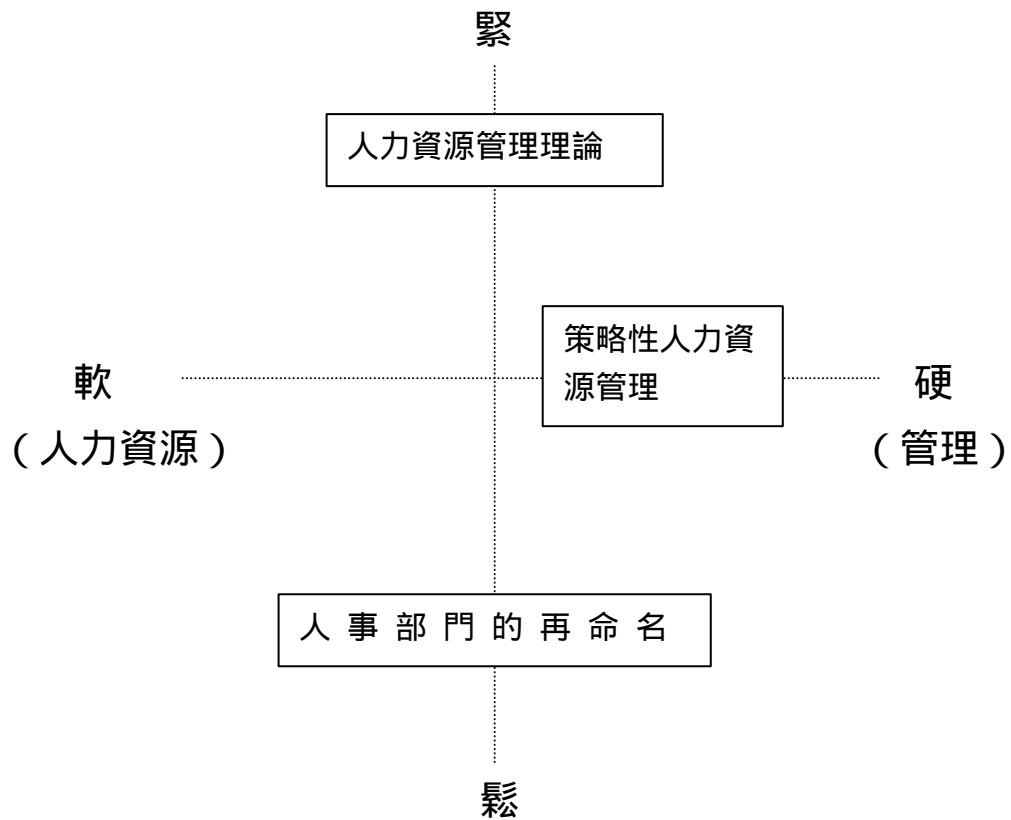 緊
人力資源管理理論
策略性人力資
源管理
軟
（人力資源）
硬
（管理）
人事部門的再命名
鬆